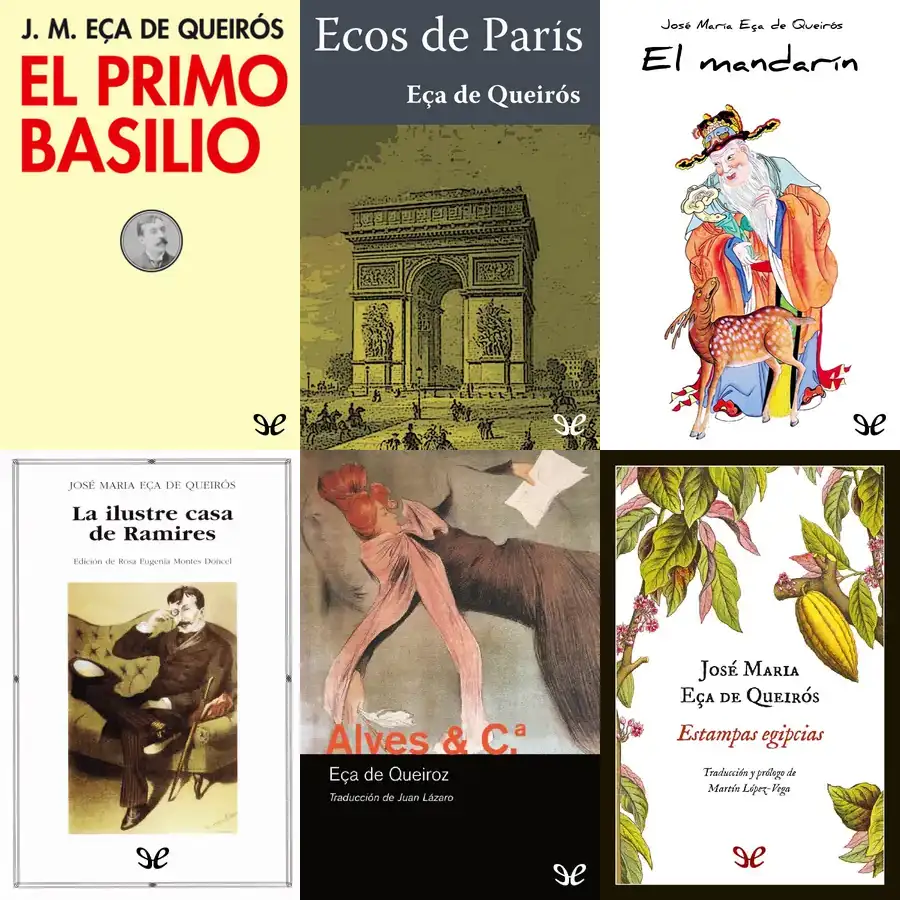 J. M. EÇA DE QUEIRÓS
EL PRIMO
BASILIO
Ecos de París
Eça de Queirós
José María Eça de Queirós
El mandarín
JOSÉ MARIA EÇA DE QUEIRÓS
La ilustre casa
de Ramires
Edición de Rosa Eugenia Montes Doncel
Alves & C.ª
Eça de Queiroz
Traducción de Juan Lázaro
JOSÉ MARIA
EÇA DE QUEIRÓS
Estampas egipcias
Traducción y prólogo de
Martín López-Vega